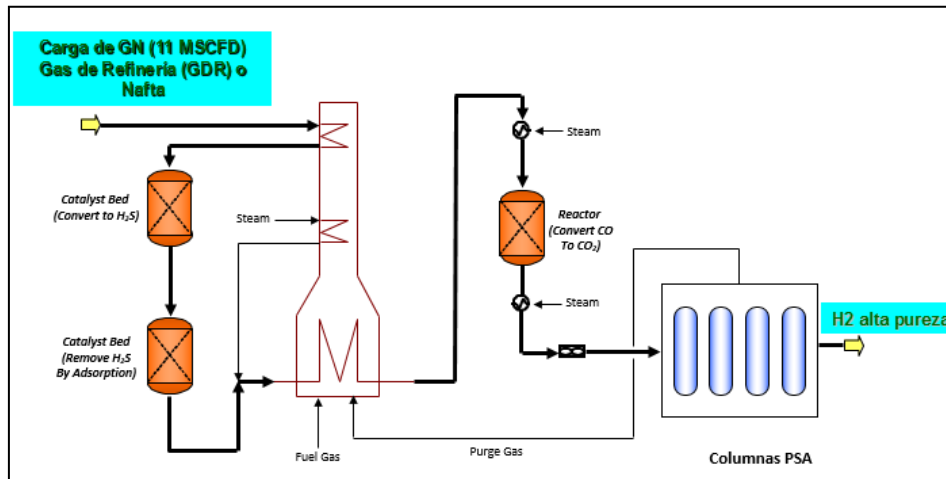 Carga de GN (11 MSCFD)
Gas de Refinería (GDR) o
Nafta
Steam
Catalyst Bed
(Convert to H₂S)
Steam
Reactor
(Convert CO
To CO₂)
Steam
H2 alta pureza
Catalyst Bed
(Remove H₂S
By Adsorption)
Fuel Gas
Purge Gas
Columnas PSA